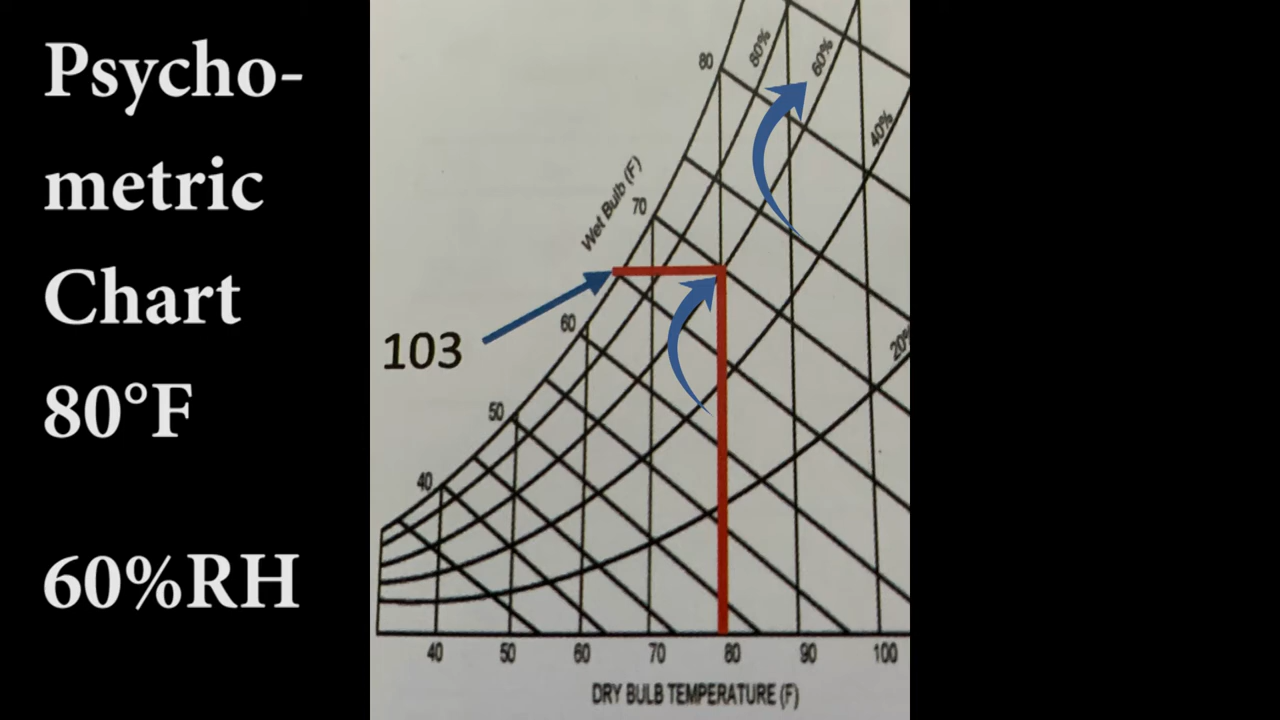 Psycho-
metric
Chart
80°F
60%RH
80
80%
60%
40%
Wet Bulb (F)
70
103
60
20%
50
40
40 50 60 70 80 90 100
DRY BULB TEMPERATURE (F)